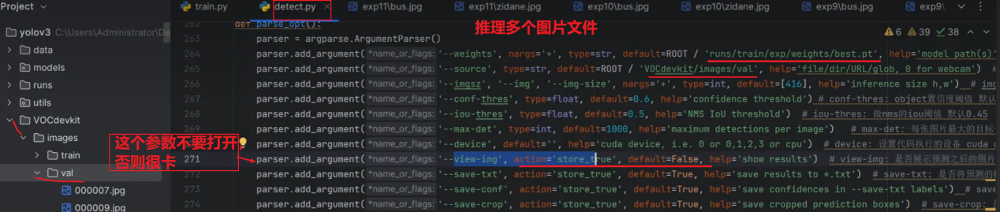 Project
train.py
detect.py
exp11\bus.jpg
exp11\zidane.jpg
exp10\bus.jpg
exp10\zidane.jpg
exp9\bus.jpg
exp9\
yolov3 C:\Users\Administrator\De
data
models
runs
utils
VOCdevkit
images
train
val
000007.jpg
000009.jpg
推理多个图片文件
6 39 38
这个参数不要打开
否则很卡
262 def parse_opt():
263 parser = argparse.ArgumentParser()
264 parser.add_argument( *name_or_flags: '--weights', nargs='+', type=str, default=ROOT / 'runs/train/exp/weights/best.pt', help='model path(s)'
265 parser.add_argument( *name_or_flags: '--source', type=str, default=ROOT / 'VOCdevkit/images/val', help='file/dir/URL/glob, 0 for webcam') #
266 parser.add_argument( *name_or_flags: '--imgsz', '--img', '--img-size', nargs='+', type=int, default=[416], help='inference size h,w') # img
267 parser.add_argument( *name_or_flags: '--conf-thres', type=float, default=0.6, help='confidence threshold') # conf-thres: object置信度阈值 默认
268 parser.add_argument( *name_or_flags: '--iou-thres', type=float, default=0.5, help='NMS IoU threshold') # iou-thres: 做nms的iou阈值 默认0.45
269 parser.add_argument( *name_or_flags: '--max-det', type=int, default=1000, help='maximum detections per image') # max-det: 每张图片最大的目标
270 parser.add_argument( *name_or_flags: '--device', default='', help='cuda device, i.e. 0 or 0,1,2,3 or cpu') # device: 设置代码执行的设备 cuda
271 parser.add_argument( *name_or_flags: '--view-img', action='store_true', default=False, help='show results') # view-img: 是否展示预测之后的图片
272 parser.add_argument( *name_or_flags: '--save-txt', action='store_true', default=True, help='save results to *.txt') # save-txt: 是否将预测的
273 parser.add_argument( *name_or_flags: '--save-conf', action='store_true', default=True, help='save confidences in --save-txt labels') # save
274 parser.add_argument( *name_or_flags: '--save-crop', action='store_true', default=True, help='save cropped prediction boxes') # save-crop: